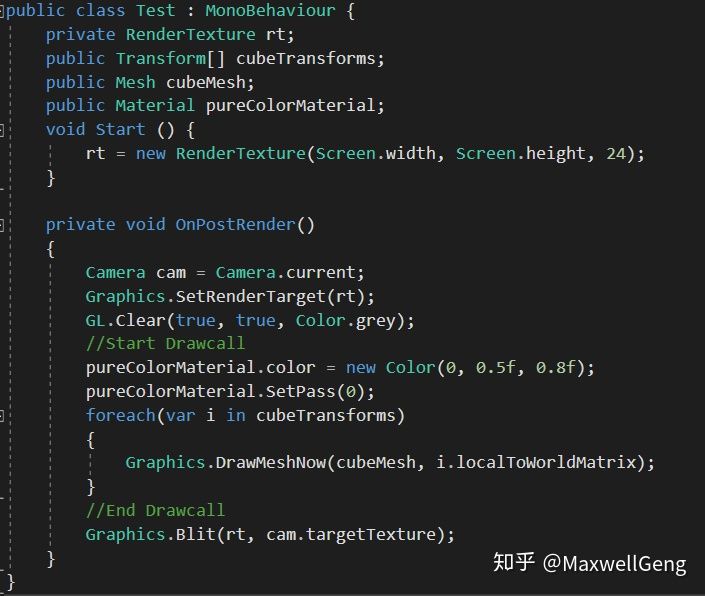 public class Test : MonoBehaviour {
    private RenderTexture rt;
    public Transform[] cubeTransforms;
    public Mesh cubeMesh;
    public Material pureColorMaterial;
    void Start () {
        rt = new RenderTexture(Screen.width, Screen.height, 24);
    }

    private void OnPostRender()
    {
        Camera cam = Camera.current;
        Graphics.SetRenderTarget(rt);
        GL.Clear(true, true, Color.grey);
        //Start Drawcall
        pureColorMaterial.color = new Color(0, 0.5f, 0.8f);
        pureColorMaterial.SetPass(0);
        foreach(var i in cubeTransforms)
        {
            Graphics.DrawMeshNow(cubeMesh, i.localToWorldMatrix);
        }
        //End Drawcall
        Graphics.Blit(rt, cam.targetTexture);
    }
}
知乎 @MaxwellGeng